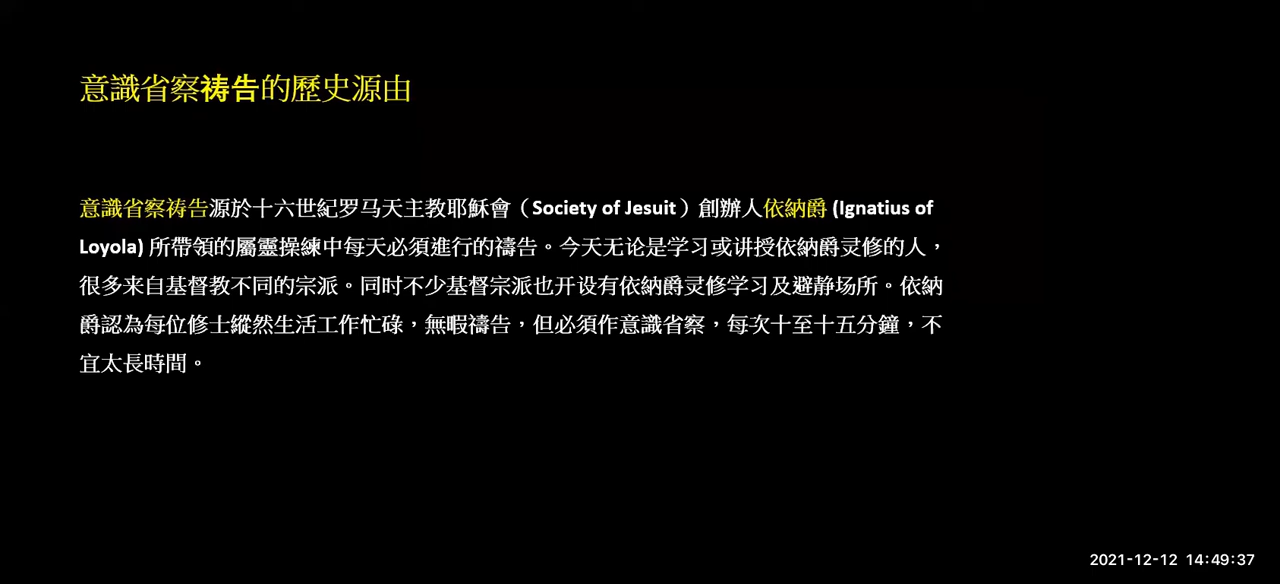 意識省察祷告的歷史源由
意識省察祷告源於十六世紀罗马天主教耶穌會（Society of Jesuit）創辦人依納爵 (Ignatius of
Loyola) 所帶領的屬靈操練中每天必須進行的禱告。今天无论是学习或讲授依納爵灵修的人，
很多来自基督教不同的宗派。同时不少基督宗派也开设有依納爵灵修学习及避静场所。依納
爵認為每位修士縱然生活工作忙碌，無暇禱告，但必須作意識省察，每次十至十五分鐘，不
宜太長時間。
2021-12-12 14:49:37